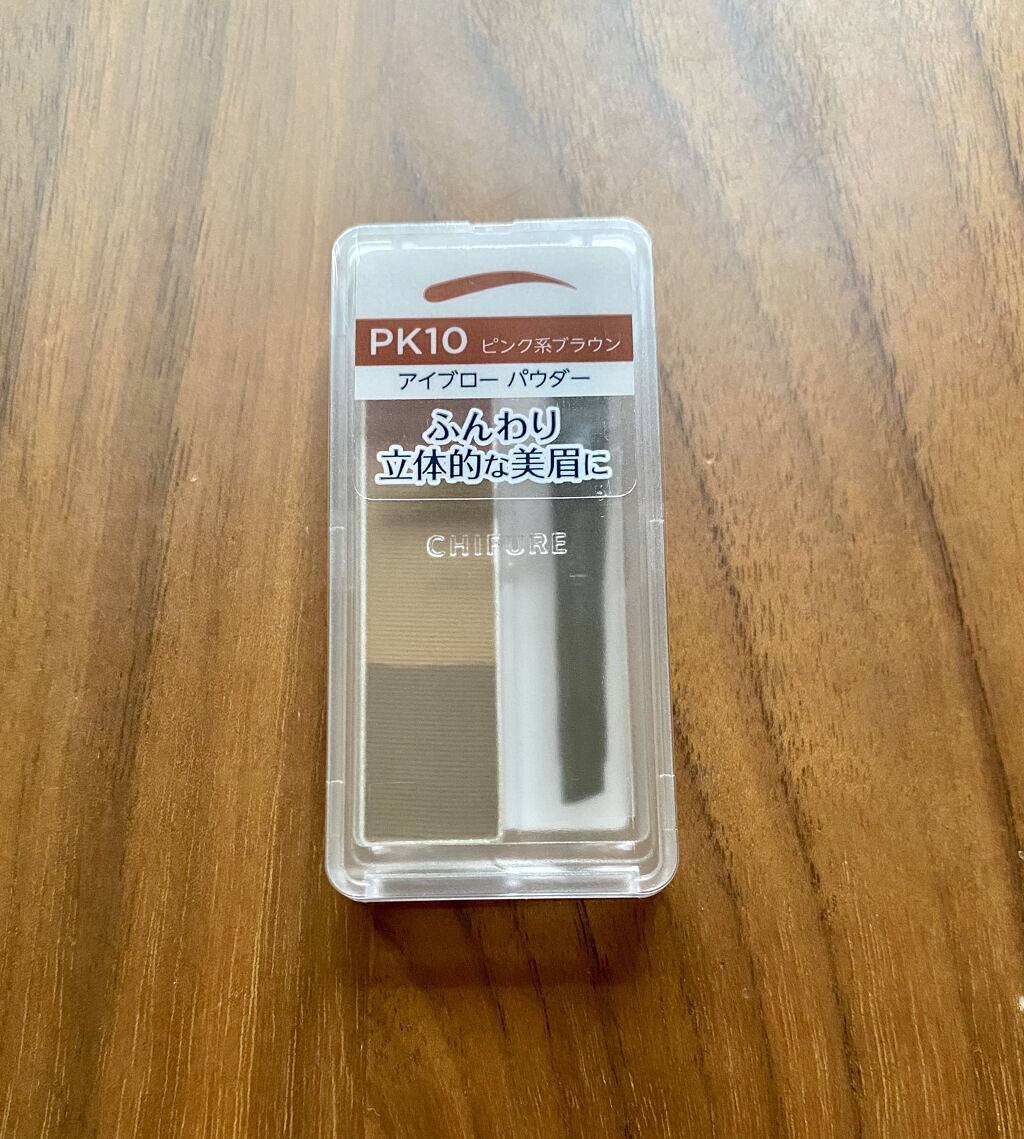 PK10 ピンク系ブラウン
アイブロー パウダー
ふんわり
立体的な美眉に
CHIFURE